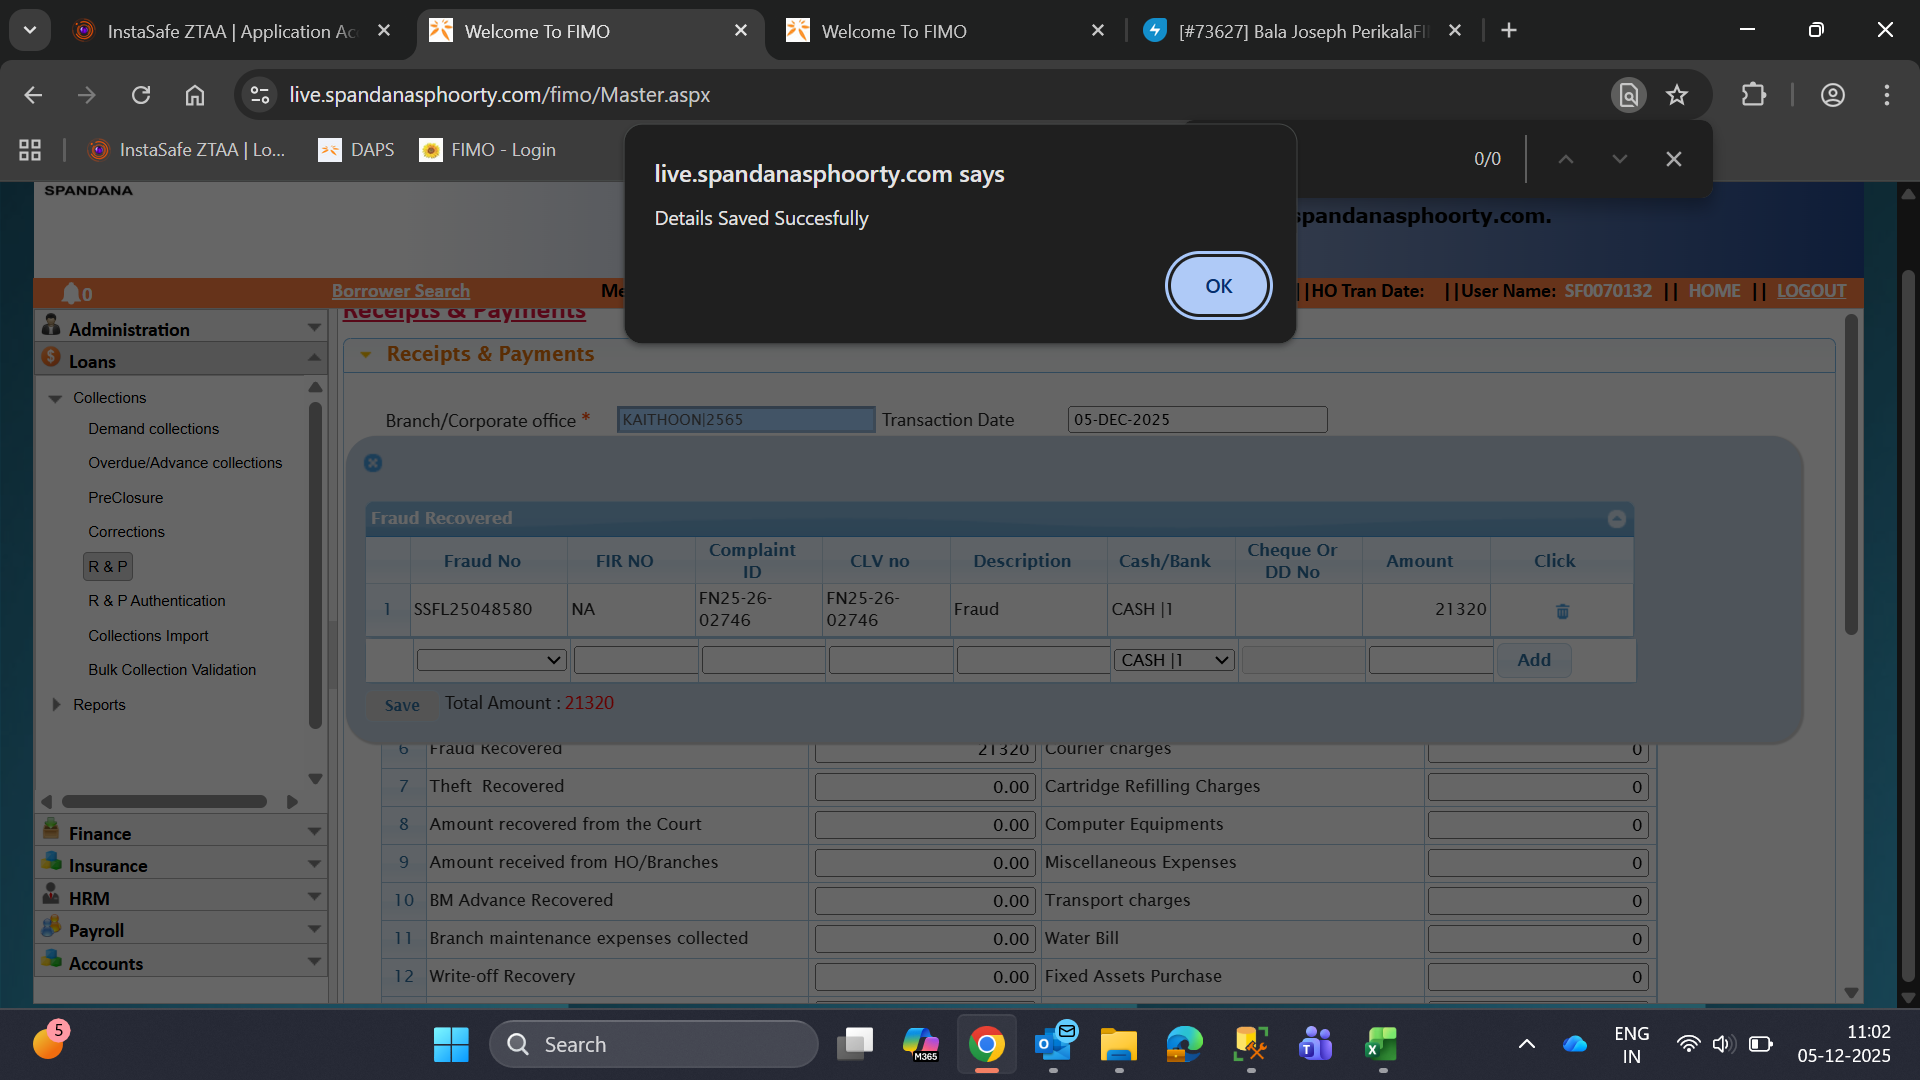 InstaSafe ZTAA | Application Acc
Welcome To FIMO
Welcome To FIMO
[#73627] Bala Joseph PerikalaFI
live.spandanasphoorty.com/fimo/Master.aspx
InstaSafe ZTAA | Lo...
DAPS
FIMO - Login
0/0
live.spandanasphoorty.com says
Details Saved Succesfully
OK
SPANDANA
spandanasphoorty.com.
0
Borrower Search
||HO Tran Date:
||User Name: SF0070132 || HOME || LOGOUT
Administration
Loans
Collections
Demand collections
Overdue/Advance collections
PreClosure
Corrections
R & P
R & P Authentication
Collections Import
Bulk Collection Validation
Reports
Finance
Insurance
HRM
Payroll
Accounts
Receipts & Payments
Receipts & Payments
Branch/Corporate office *
KAITHOON|2565
Transaction Date
05-DEC-2025
Fraud Recovered
Fraud No
FIR NO
Complaint ID
CLV no
Description
Cash/Bank
Cheque Or DD No
Amount
Click
1
SSFL25048580
NA
FN25-26-02746
FN25-26-02746
Fraud
CASH |1
21320
CASH |1
Add
Save
Total Amount : 21320
6 Fraud Recovered 21320 Courier charges 0
7 Theft Recovered 0.00 Cartridge Refilling Charges 0
8 Amount recovered from the Court 0.00 Computer Equipments 0
9 Amount received from HO/Branches 0.00 Miscellaneous Expenses 0
10 BM Advance Recovered 0.00 Transport charges 0
11 Branch maintenance expenses collected 0.00 Water Bill 0
12 Write-off Recovery 0.00 Fixed Assets Purchase 0
5
Search
M365
ENG
IN
11:02
05-12-2025